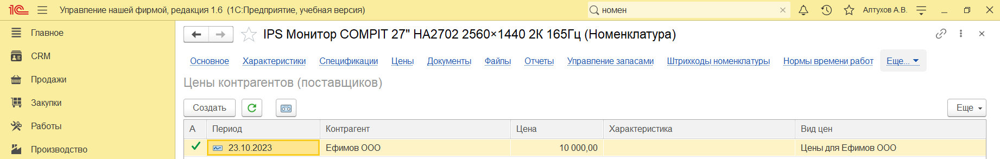 1С Управление нашей фирмой, редакция 1.6 (1С:Предприятие, учебная версия) номен Алтухов А.В.
Главное
CRM
Продажи
Закупки
Работы
Производство
IPS Монитор COMPIT 27" HA2702 2560×1440 2К 165Гц (Номенклатура)
Основное Характеристики Спецификации Цены Документы Файлы Отчеты Управление запасами Штрихкоды номенклатуры Нормы времени работ Еще...
Цены контрагентов (поставщиков)
Создать Еще
А Период Контрагент Цена Характеристика Вид цен
23.10.2023 Ефимов ООО 10 000,00 Цены для Ефимов ООО